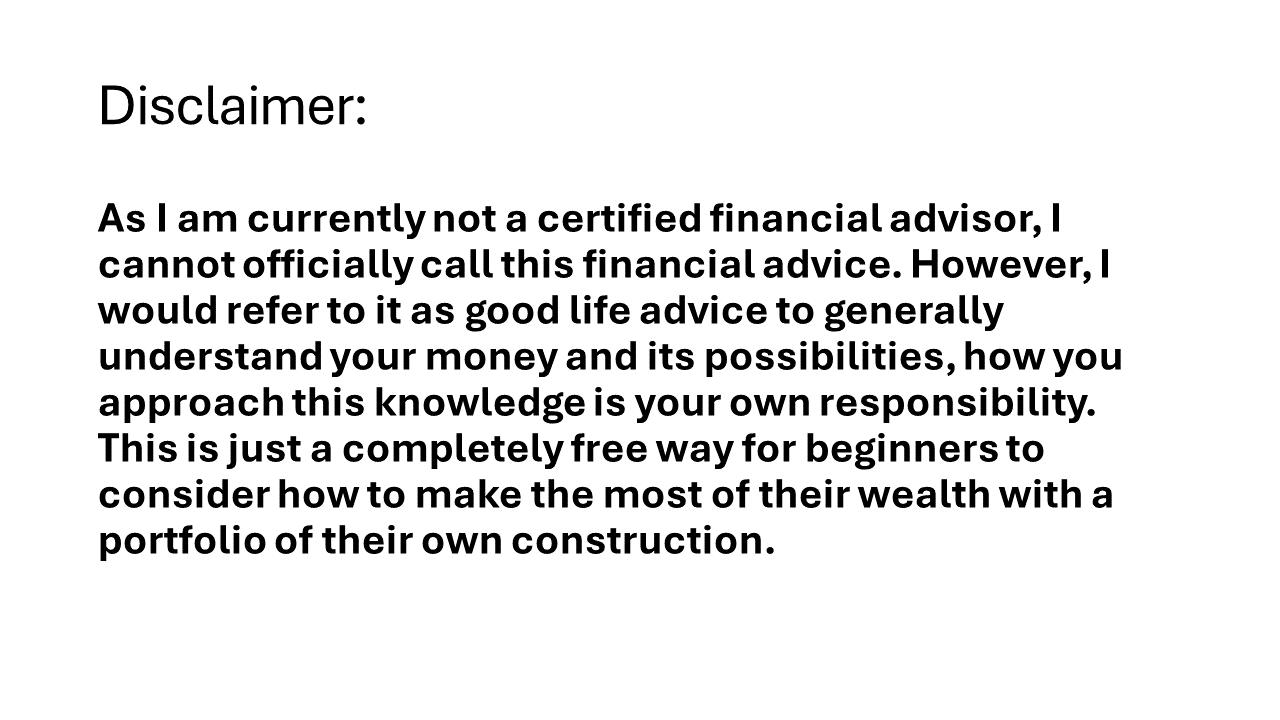 Disclaimer:
As I am currently not a certified financial advisor, I
cannot officially call this financial advice. However, I
would refer to it as good life advice to generally
understand your money and its possibilities, how you
approach this knowledge is your own responsibility.
This is just a completely free way for beginners to
consider how to make the most of their wealth with a
portfolio of their own construction.